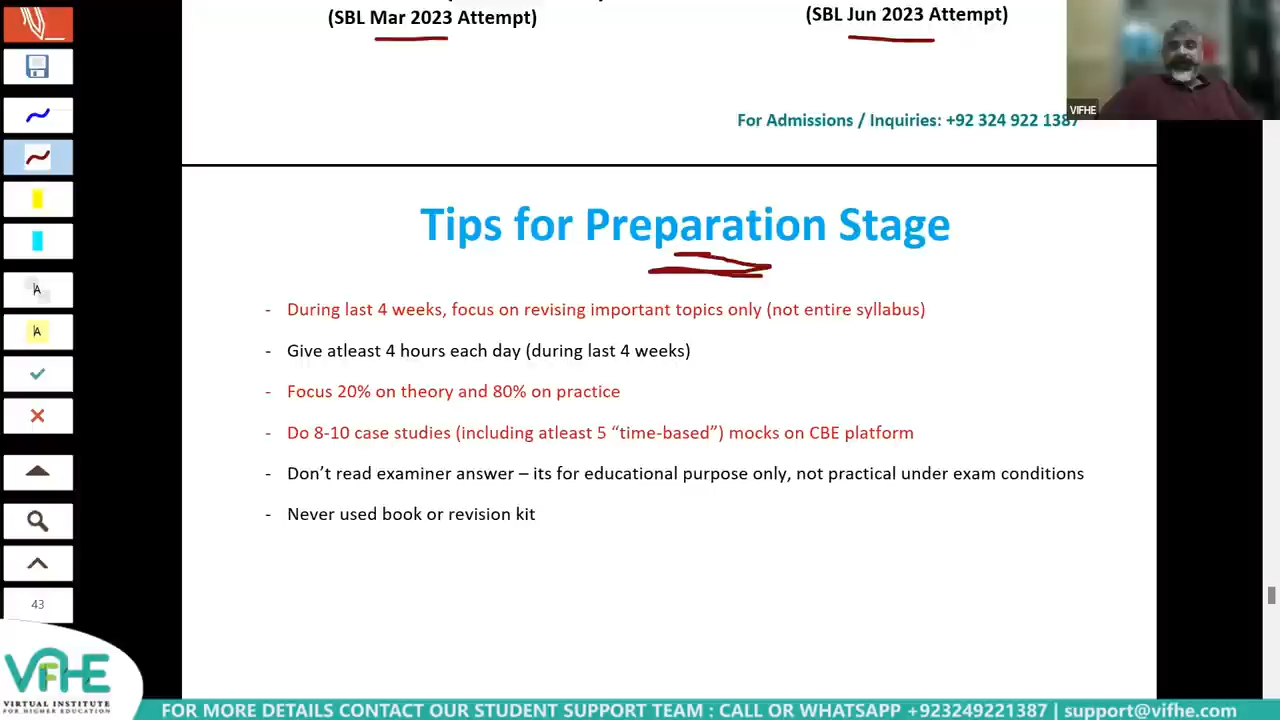 (SBL Mar 2023 Attempt)
(SBL Jun 2023 Attempt)
VIFHE
For Admissions / Inquiries: +92 324 922 1387
Tips for Preparation Stage
- During last 4 weeks, focus on revising important topics only (not entire syllabus)
- Give atleast 4 hours each day (during last 4 weeks)
- Focus 20% on theory and 80% on practice
- Do 8-10 case studies (including atleast 5 “time-based”) mocks on CBE platform
- Don’t read examiner answer – its for educational purpose only, not practical under exam conditions
- Never used book or revision kit
A
A
43
VIFHE
VIRTUAL INSTITUTE
FOR HIGHER EDUCATION
FOR MORE DETAILS CONTACT OUR STUDENT SUPPORT TEAM : CALL OR WHATSAPP +923249221387 | support@vifhe.com